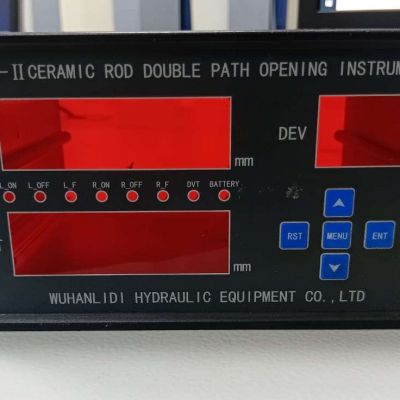 -ⅡCERAMIC ROD DOUBLE PATH OPENING INSTRUM
DEV
mm
L_ON L_OFF L_F R_ON R_OFF R_F DVT BATTERY
RST MENU ENT
mm
WUHANLIDI HYDRAULIC EQUIPMENT CO.,LTD